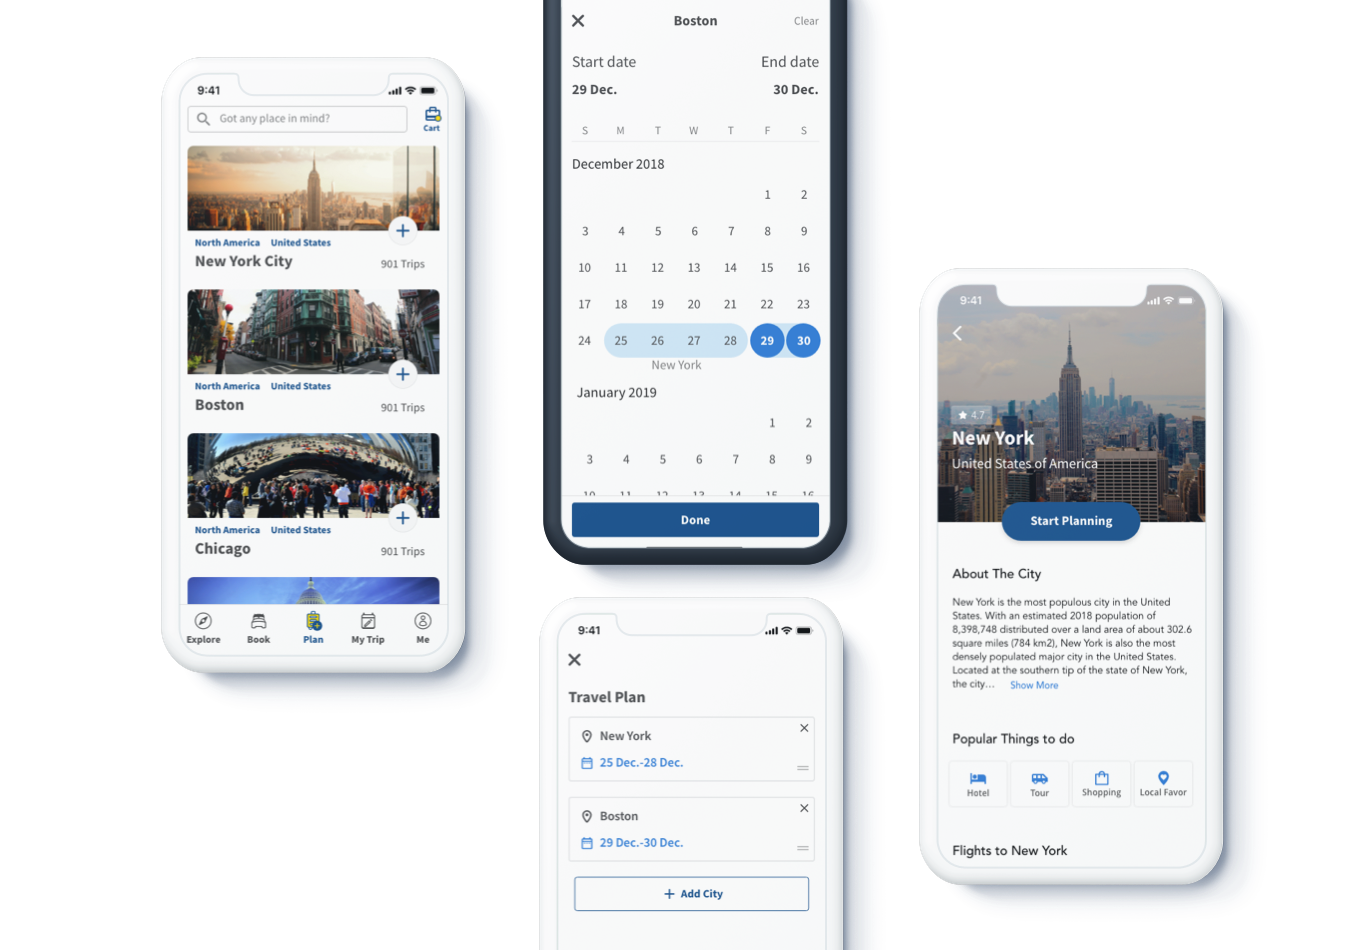 9:41
Got any place in mind?
Cart
North America United States
New York City 901 Trips
North America United States
Boston 901 Trips
North America United States
Chicago 901 Trips
Explore Book Plan My Trip Me
Boston Clear
Start date End date
29 Dec. 30 Dec.
S M T W T F S
December 2018
1 2
3 4 5 6 7 8 9
10 11 12 13 14 15 16
17 18 19 20 21 22 23
24 25 26 27 28 29 30
New York
January 2019
1 2
3 4 5 6 7 8 9
10 11 12 13 14 15 16
Done
9:41
Travel Plan
New York
25 Dec.-28 Dec.
Boston
29 Dec.-30 Dec.
+ Add City
9:41
4.7
New York
United States of America
Start Planning
About The City
New York is the most populous city in the United
States. With an estimated 2018 population of
8,398,748 distributed over a land area of about 302.6
square miles (784 km2), New York is also the most
densely populated major city in the United States.
Located at the southern tip of the state of New York,
the city... Show More
Popular Things to do
Hotel Tour Shopping Local Favor
Flights to New York